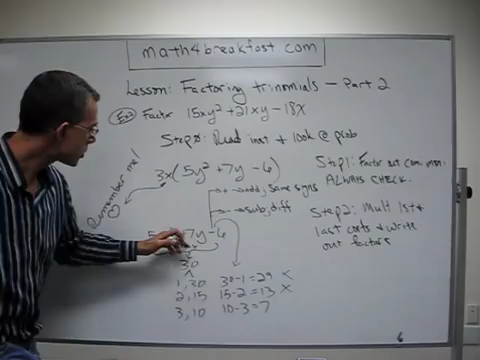 math4breakfast com
Lesson: Factoring trinomials - Part 2
Ex2 Factor 15xy² + 21xy - 18x
Step 0: Read inst + look @ prob
3x(5y² + 7y - 6)
Remember me!
+ → add, same signs
- → sub, diff
Step 1: Factor out common
ALWAYS CHECK.
Step 2: Mult 1st +
last coefs + write
out factors
7y - 6
30
1, 30 30 - 1 = 29 ×
2, 15 15 - 2 = 13 ×
3, 10 10 - 3 = 7
6